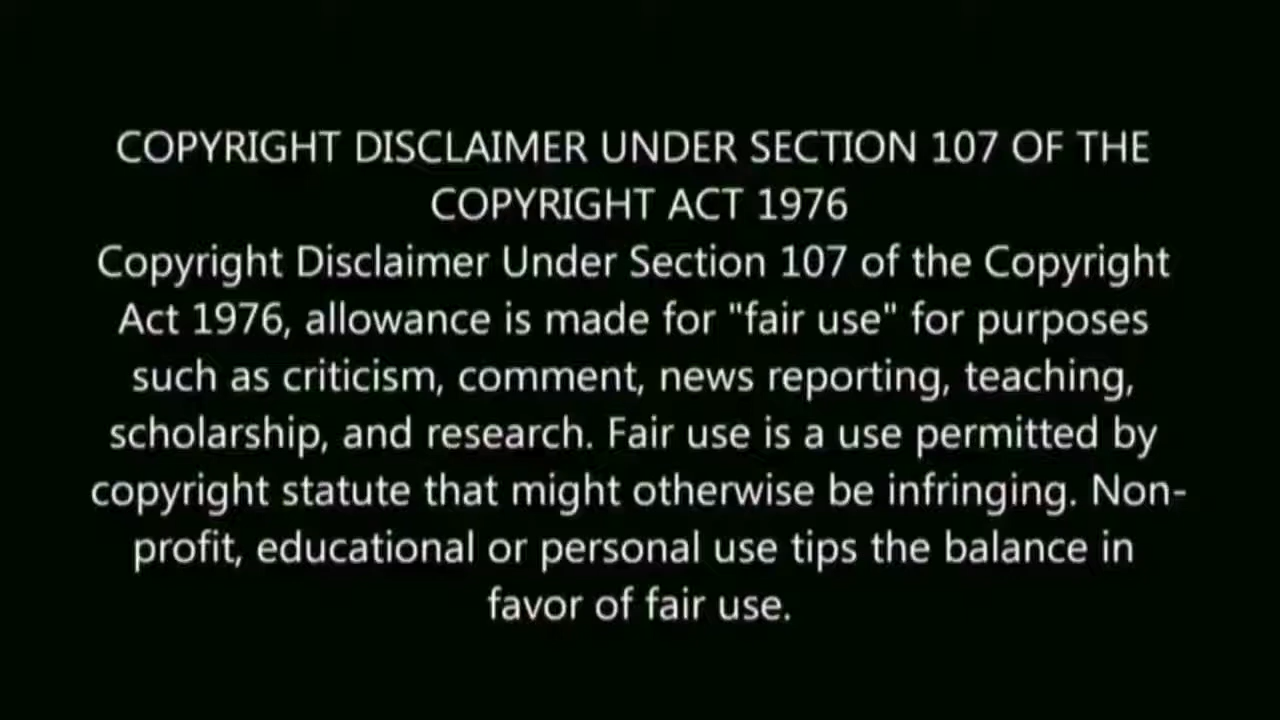 COPYRIGHT DISCLAIMER UNDER SECTION 107 OF THE
COPYRIGHT ACT 1976
Copyright Disclaimer Under Section 107 of the Copyright
Act 1976, allowance is made for "fair use" for purposes
such as criticism, comment, news reporting, teaching,
scholarship, and research. Fair use is a use permitted by
copyright statute that might otherwise be infringing. Non-
profit, educational or personal use tips the balance in
favor of fair use.